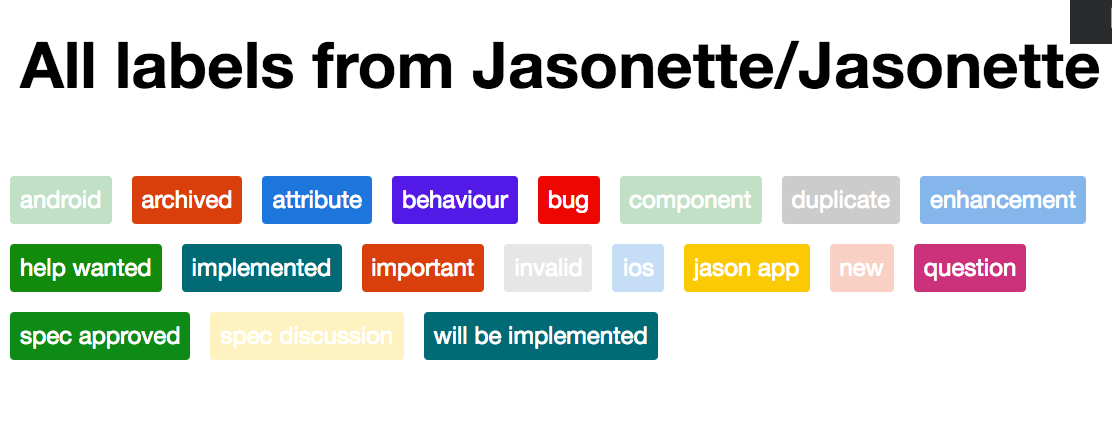 All labels from Jasonette/Jasonette
android archived attribute behaviour bug component duplicate enhancement
help wanted implemented important invalid ios jason app new question
spec approved spec discussion will be implemented